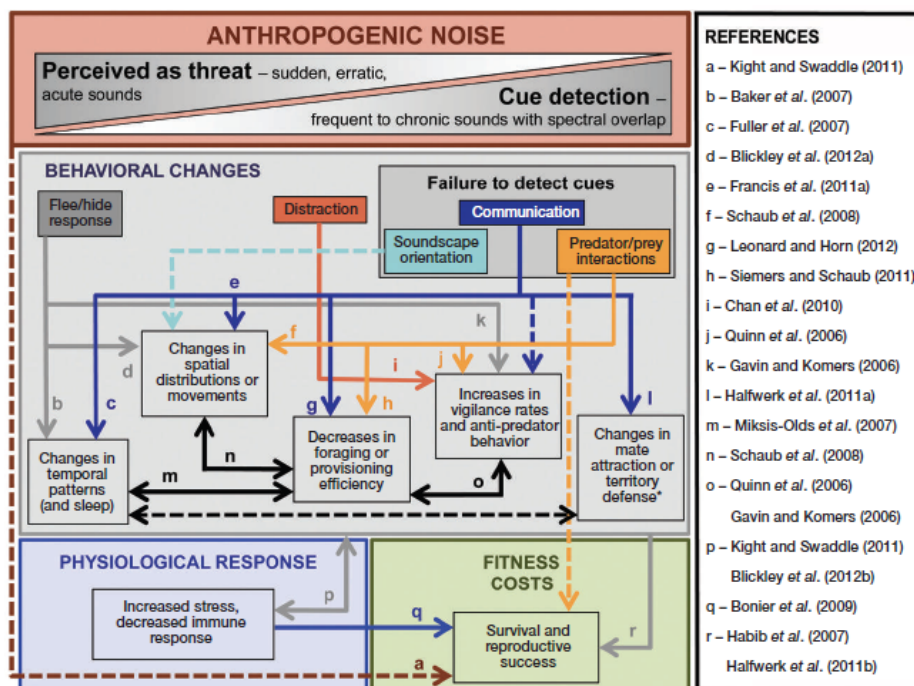 ANTHROPOGENIC NOISE
Perceived as threat – sudden, erratic,
acute sounds
Cue detection –
frequent to chronic sounds with spectral overlap
BEHAVIORAL CHANGES
Flee/hide
response
Distraction
Failure to detect cues
Communication
Soundscape
orientation
Predator/prey
interactions
e
k
f
d
i
j
Changes in
spatial
distributions or
movements
b
c
g
h
l
Increases in
vigilance rates
and anti-predator
behavior
Changes in
temporal
patterns
(and sleep)
m
n
Decreases in
foraging or
provisioning
efficiency
o
Changes in
mate
attraction or
territory
defense*
PHYSIOLOGICAL RESPONSE
Increased stress,
decreased immune
response
p
q
a
FITNESS
COSTS
Survival and
reproductive
success
r
REFERENCES
a – Kight and Swaddle (2011)
b – Baker et al. (2007)
c – Fuller et al. (2007)
d – Blickley et al. (2012a)
e – Francis et al. (2011a)
f – Schaub et al. (2008)
g – Leonard and Horn (2012)
h – Siemers and Schaub (2011)
i – Chan et al. (2010)
j – Quinn et al. (2006)
k – Gavin and Komers (2006)
l – Halfwerk et al. (2011a)
m – Miksis-Olds et al. (2007)
n – Schaub et al. (2008)
o – Quinn et al. (2006)
Gavin and Komers (2006)
p – Kight and Swaddle (2011)
Blickley et al. (2012b)
q – Bonier et al. (2009)
r – Habib et al. (2007)
Halfwerk et al. (2011b)